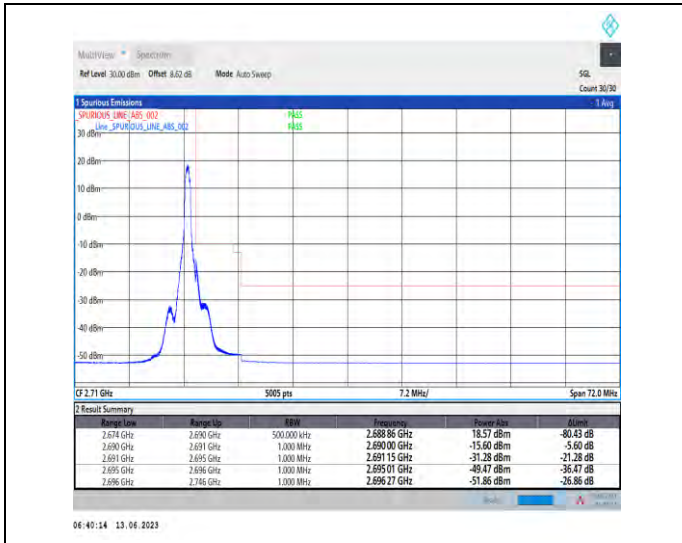 MultiView Spectrum
Ref Level 30.00 dBm Offset 8.62 dB Mode Auto Sweep SGL
Count 30/30
1 Spurious Emissions 1 Avg
_SPURIOUS_LINE_ABS_002 PASS
Line _SPURIOUS_LINE_ABS_002 PASS
30 dBm
20 dBm
10 dBm
0 dBm
-10 dBm
-20 dBm
-30 dBm
-40 dBm
-50 dBm
CF 2.71 GHz 5005 pts 7.2 MHz/ Span 72.0 MHz
2 Result Summary
Range Low Range Up RBW Frequency Power Abs ΔLimit
2.674 GHz 2.690 GHz 500.000 kHz 2.688 86 GHz 18.57 dBm -80.43 dB
2.690 GHz 2.691 GHz 1.000 MHz 2.690 00 GHz -15.60 dBm -5.60 dB
2.691 GHz 2.695 GHz 1.000 MHz 2.691 15 GHz -31.28 dBm -21.28 dB
2.695 GHz 2.696 GHz 1.000 MHz 2.695 01 GHz -49.47 dBm -36.47 dB
2.696 GHz 2.746 GHz 1.000 MHz 2.696 27 GHz -51.86 dBm -26.86 dB
06:40:14 13.06.2023